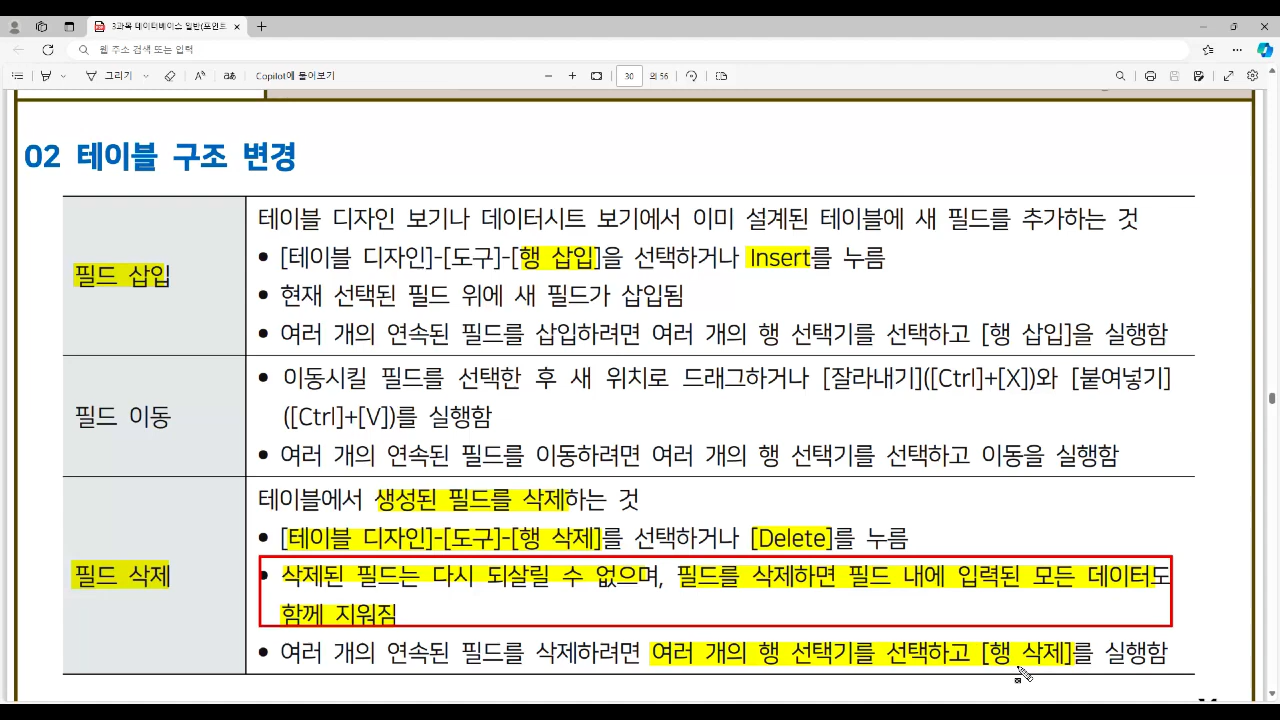 3과목 데이터베이스 일반(포인트
웹 주소 검색 또는 입력
그리기
Copilot에 물어보기
30 의 56
02 테이블 구조 변경
필드 삽입
테이블 디자인 보기나 데이터시트 보기에서 이미 설계된 테이블에 새 필드를 추가하는 것
• [테이블 디자인]-[도구]-[행 삽입]을 선택하거나 Insert를 누름
• 현재 선택된 필드 위에 새 필드가 삽입됨
• 여러 개의 연속된 필드를 삽입하려면 여러 개의 행 선택기를 선택하고 [행 삽입]을 실행함
필드 이동
• 이동시킬 필드를 선택한 후 새 위치로 드래그하거나 [잘라내기]([Ctrl]+[X])와 [붙여넣기]
([Ctrl]+[V])를 실행함
• 여러 개의 연속된 필드를 이동하려면 여러 개의 행 선택기를 선택하고 이동을 실행함
필드 삭제
테이블에서 생성된 필드를 삭제하는 것
• [테이블 디자인]-[도구]-[행 삭제]를 선택하거나 [Delete]를 누름
• 삭제된 필드는 다시 되살릴 수 없으며, 필드를 삭제하면 필드 내에 입력된 모든 데이터도
함께 지워짐
• 여러 개의 연속된 필드를 삭제하려면 여러 개의 행 선택기를 선택하고 [행 삭제]를 실행함